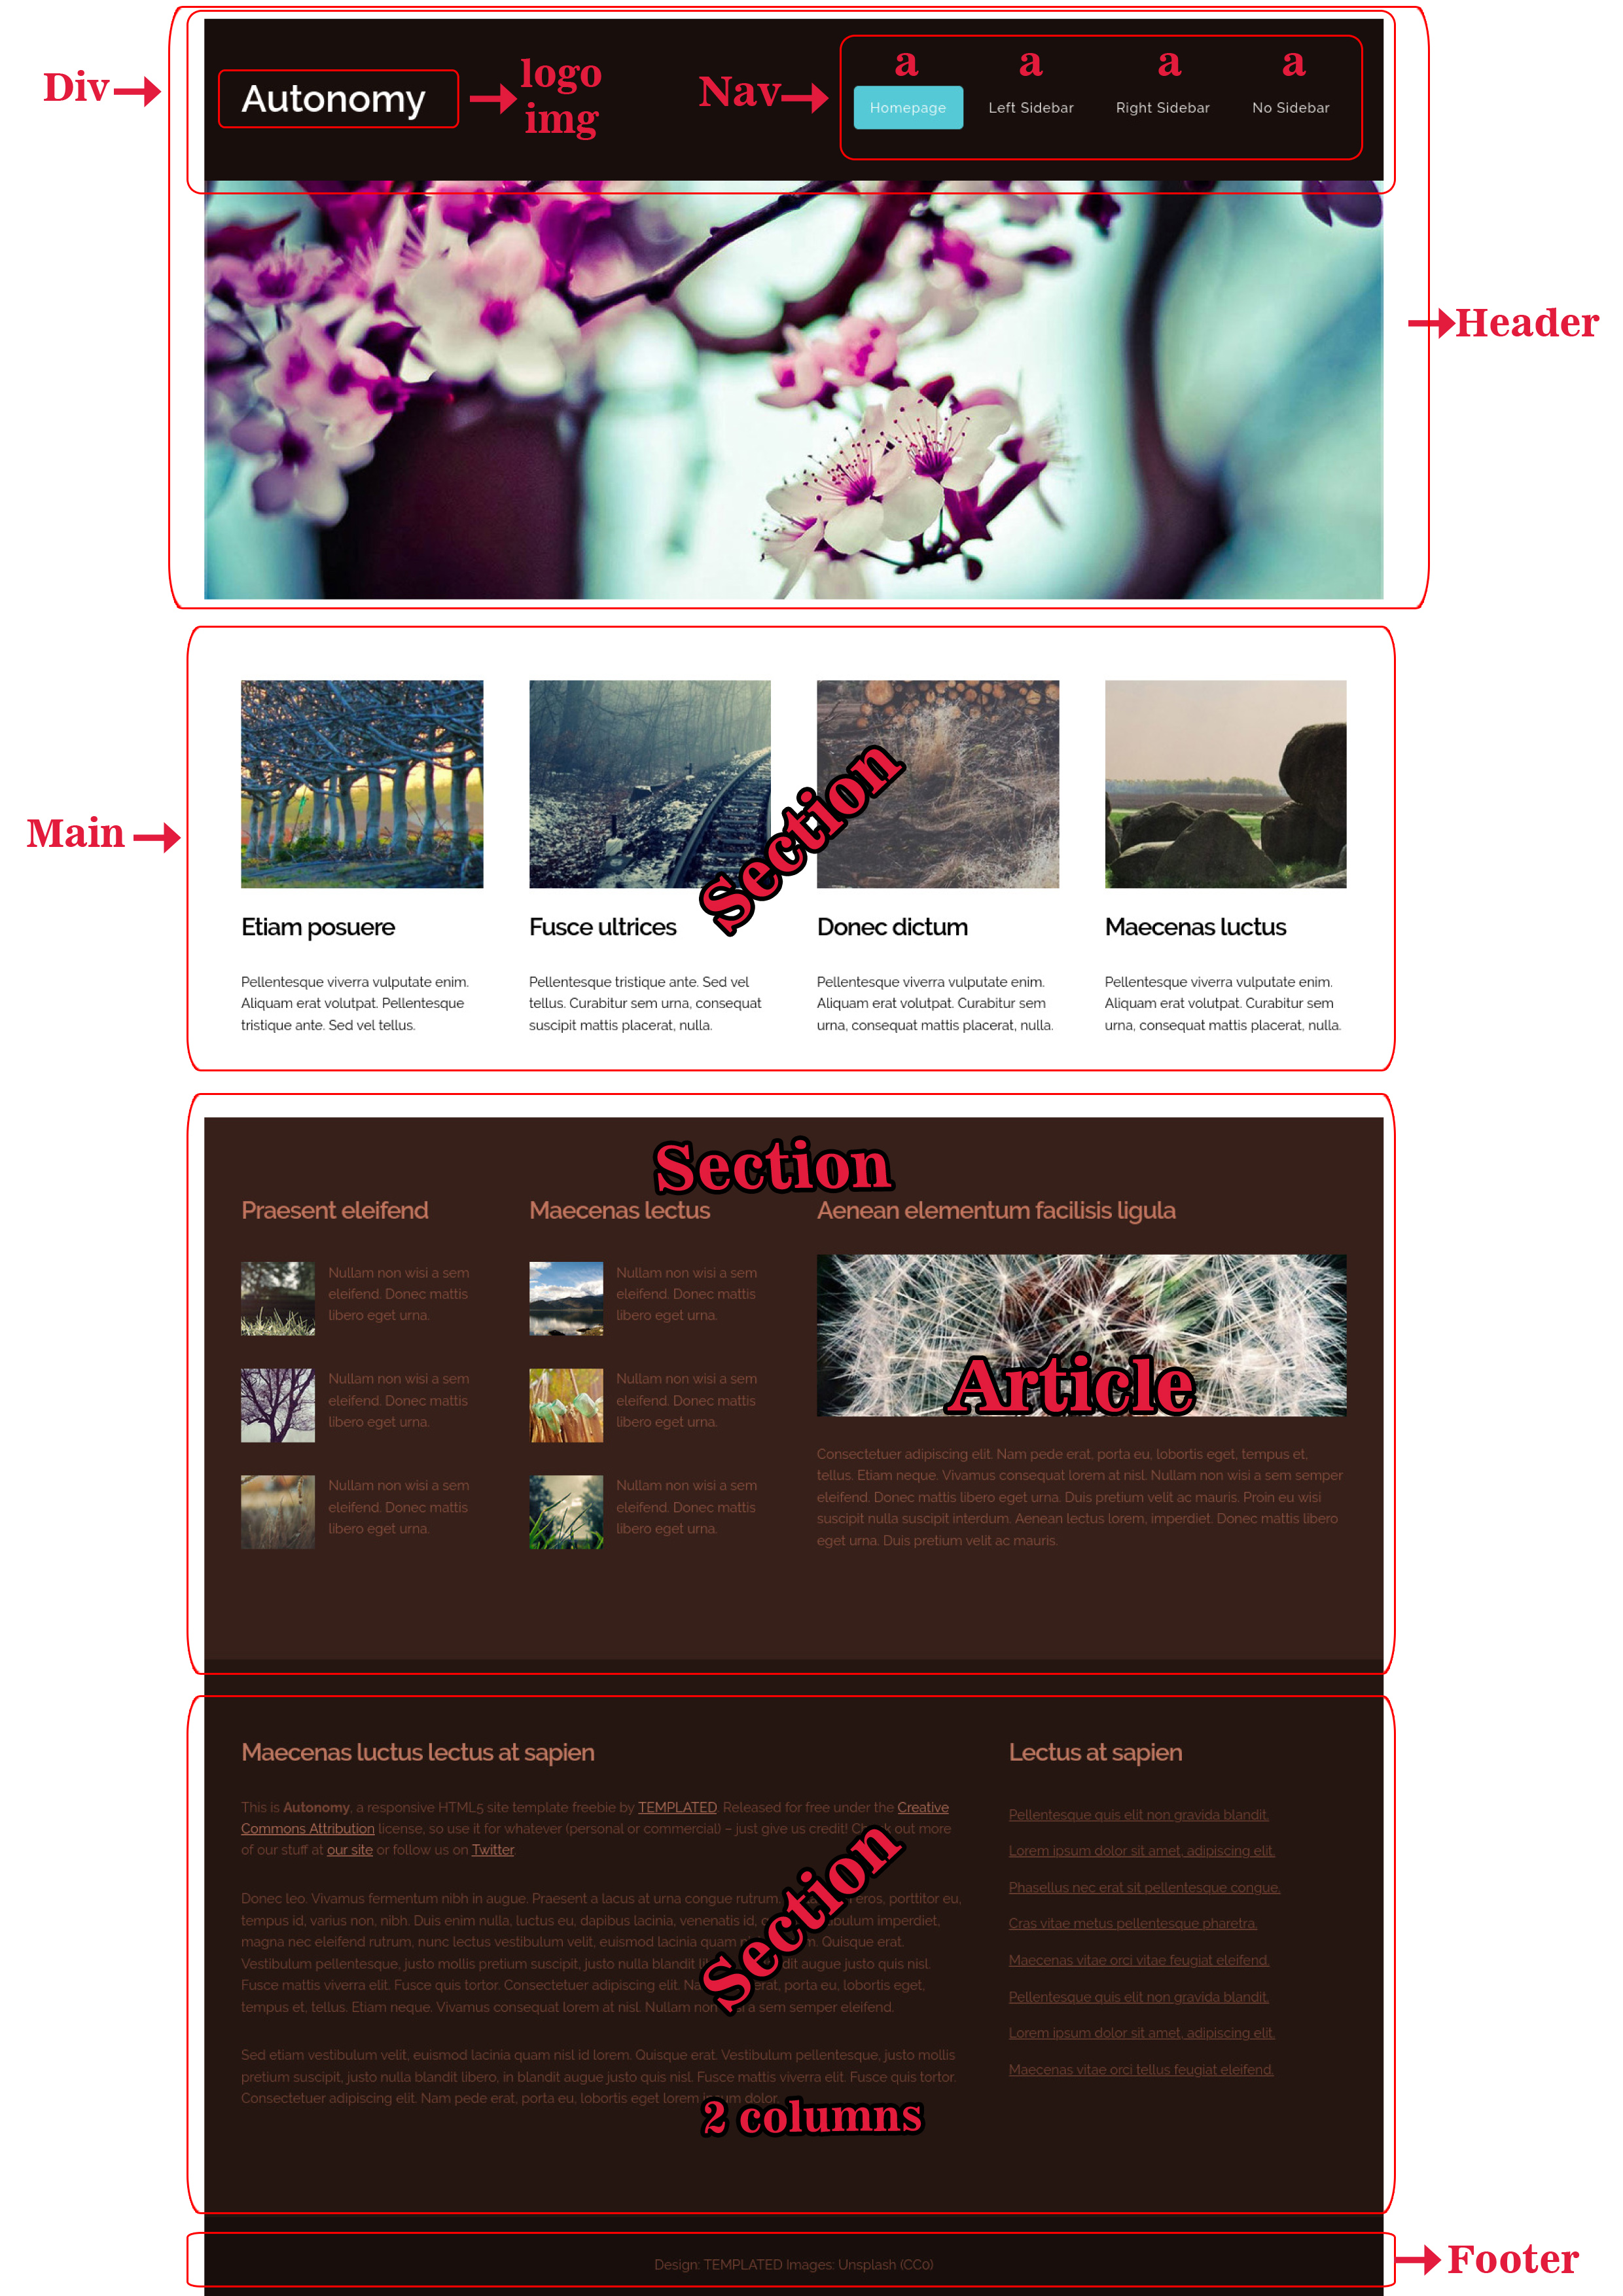 Div
Autonomy
logo
img
Nav
a a a a
Homepage Left Sidebar Right Sidebar No Sidebar
Header
Main
Section
Etiam posuere
Pellentesque viverra vulputate enim.
Aliquam erat volutpat. Pellentesque
tristique ante. Sed vel tellus.
Fusce ultrices
Pellentesque tristique ante. Sed vel
tellus. Curabitur sem urna, consequat
suscipit mattis placerat, nulla.
Donec dictum
Pellentesque viverra vulputate enim.
Aliquam erat volutpat. Curabitur sem
urna, consequat mattis placerat, nulla.
Maecenas luctus
Pellentesque viverra vulputate enim.
Aliquam erat volutpat. Curabitur sem
urna, consequat mattis placerat, nulla.
Section
Praesent eleifend
Nullam non wisi a sem
eleifend. Donec mattis
libero eget urna.
Nullam non wisi a sem
eleifend. Donec mattis
libero eget urna.
Nullam non wisi a sem
eleifend. Donec mattis
libero eget urna.
Maecenas lectus
Nullam non wisi a sem
eleifend. Donec mattis
libero eget urna.
Nullam non wisi a sem
eleifend. Donec mattis
libero eget urna.
Nullam non wisi a sem
eleifend. Donec mattis
libero eget urna.
Aenean elementum facilisis ligula
Article
Consectetuer adipiscing elit. Nam pede erat, porta eu, lobortis eget, tempus et,
tellus. Etiam neque. Vivamus consequat lorem at nisl. Nullam non wisi a sem semper
eleifend. Donec mattis libero eget urna. Duis pretium velit ac mauris. Proin eu wisi
suscipit nulla suscipit interdum. Aenean lectus lorem, imperdiet. Donec mattis libero
eget urna. Duis pretium velit ac mauris.
Maecenas luctus lectus at sapien
This is Autonomy, a responsive HTML5 site template freebie by TEMPLATED. Released for free under the Creative
Commons Attribution license, so use it for whatever (personal or commercial) – just give us credit! out more
of our stuff at our site or follow us on Twitter.
Section
Donec leo. Vivamus fermentum nibh in augue. Praesent a lacus at urna congue rutrum. eros, porttitor eu,
tempus id, varius non, nibh. Duis enim nulla, luctus eu, dapibus lacinia, venenatis id, imperdiet,
magna nec eleifend rutrum, nunc lectus vestibulum velit, euismod lacinia quam Quisque erat.
Vestibulum pellentesque, justo mollis pretium suscipit, justo nulla blandit augue justo quis nisl.
Fusce mattis viverra elit. Fusce quis tortor. Consectetuer adipiscing elit. porta eu, lobortis eget,
tempus et, tellus. Etiam neque. Vivamus consequat lorem at nisl. Nullam non a sem semper eleifend.
Sed etiam vestibulum velit, euismod lacinia quam nisl id lorem. Quisque erat. Vestibulum pellentesque, justo mollis
pretium suscipit, justo nulla blandit libero, in blandit augue justo quis nisl. Fusce mattis viverra elit. Fusce quis tortor.
Consectetuer adipiscing elit. Nam pede erat, porta eu, lobortis eget lorem dolor.
2 columns
Lectus at sapien
Pellentesque quis elit non gravida blandit.
Lorem ipsum dolor sit amet, adipiscing elit.
Phasellus nec erat sit pellentesque congue.
Cras vitae metus pellentesque pharetra.
Maecenas vitae orci vitae feugiat eleifend.
Pellentesque quis elit non gravida blandit.
Lorem ipsum dolor sit amet, adipiscing elit.
Maecenas vitae orci tellus feugiat eleifend.
Design: TEMPLATED Images: Unsplash (CC0)
Footer